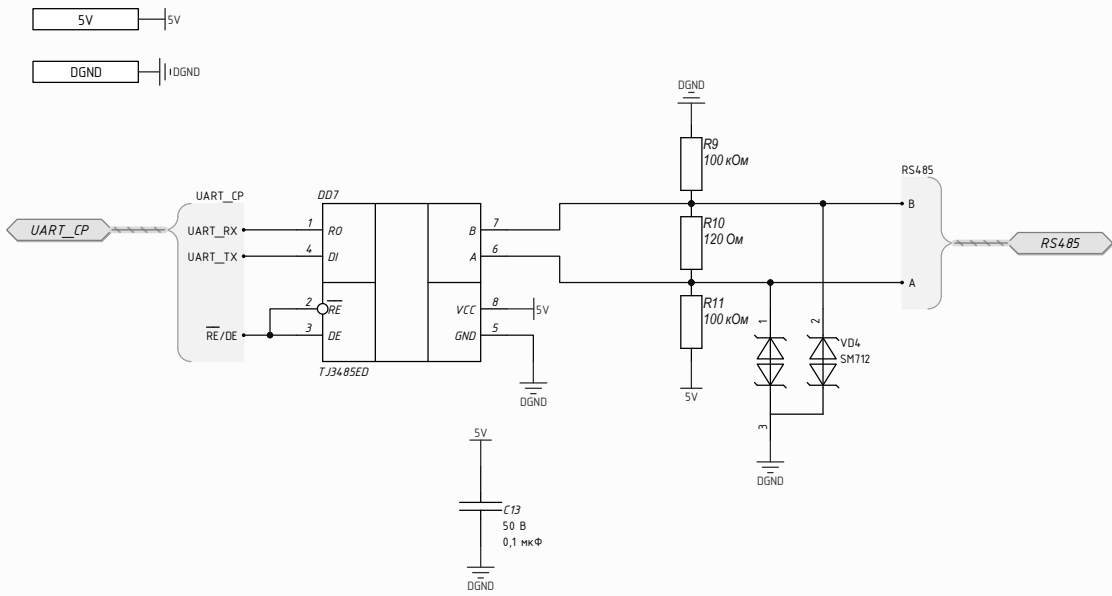 5V
5V
DGND
DGND
UART_CP
UART_CP
UART_RX
UART_TX
RE/DE
DD7
1
RO
4
DI
2
RE
3
DE
B
7
A
6
VCC
8
5V
GND
5
DGND
TJ3485ED
DGND
R9
100 кОм
R10
120 Ом
R11
100 кОм
5V
RS485
B
A
RS485
1
2
VD4
SM712
3
DGND
5V
C13
50 В
0,1 мкФ
DGND